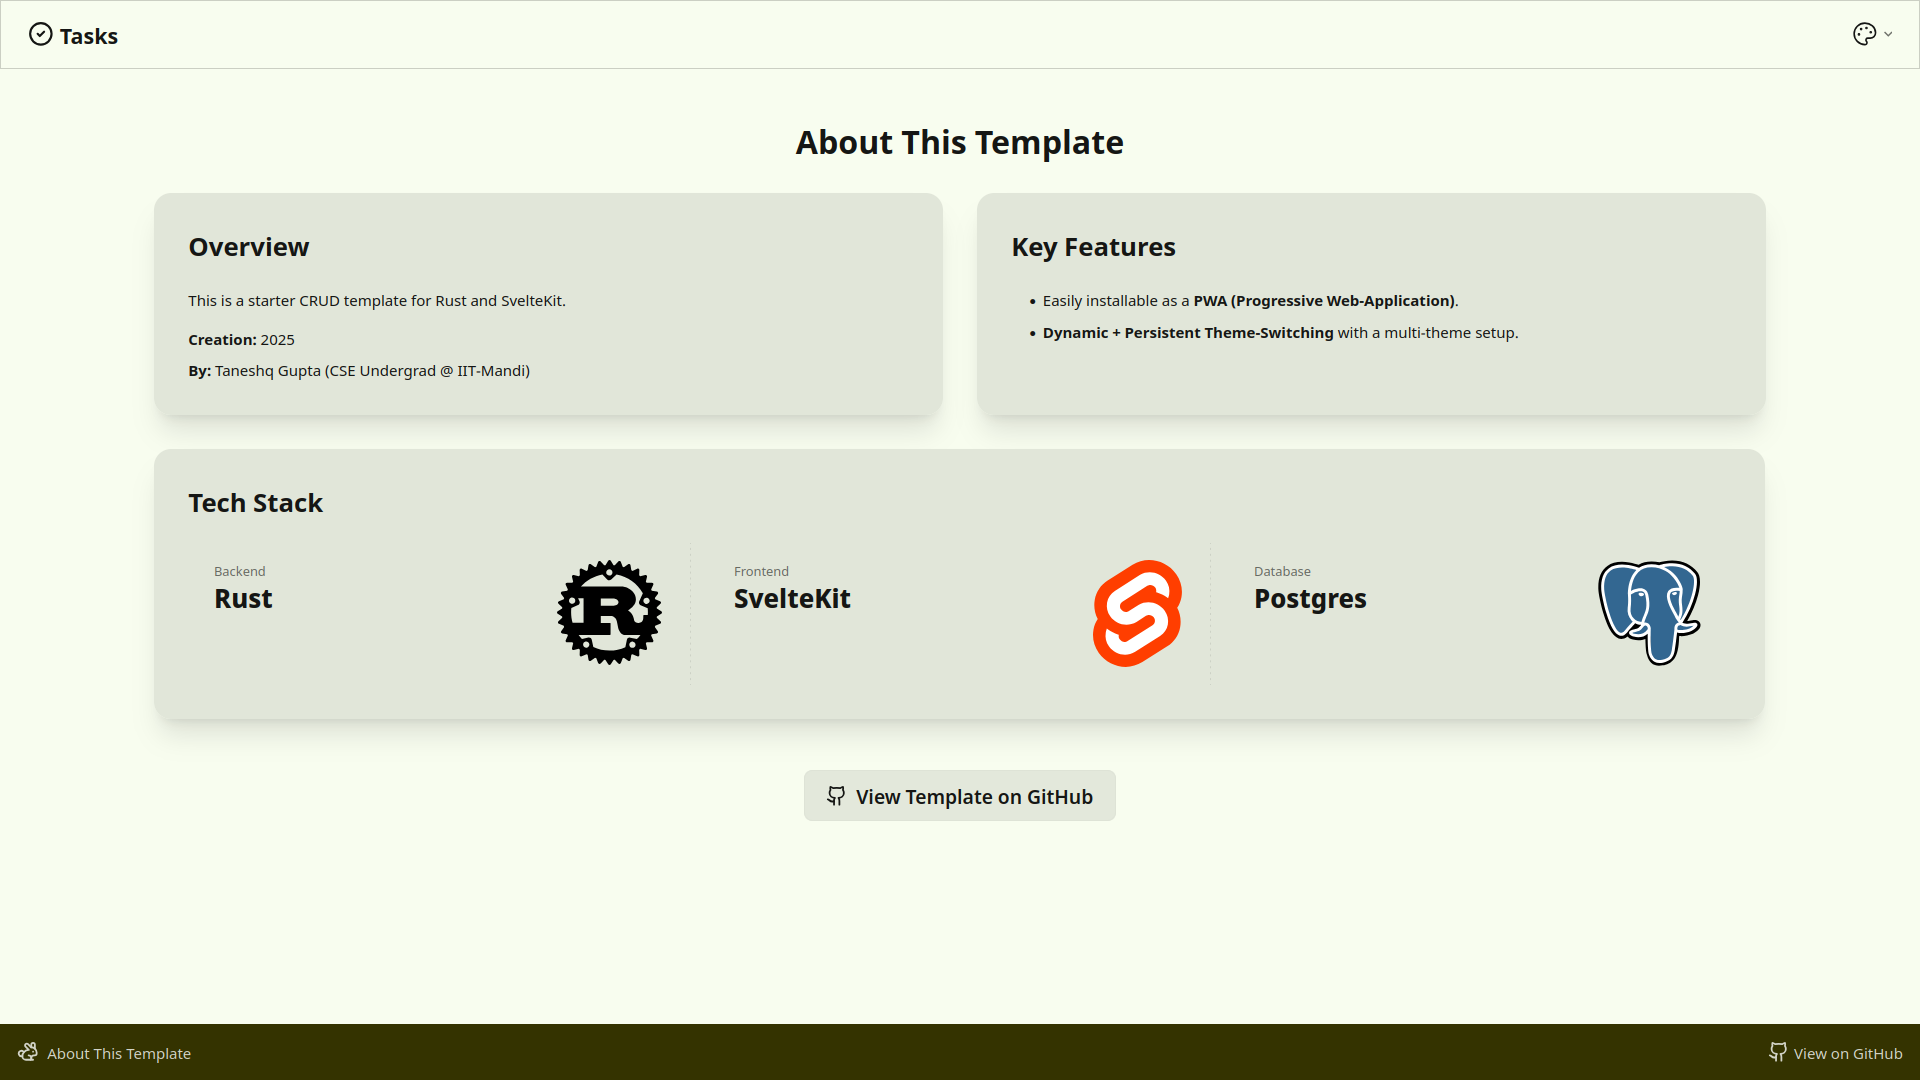 Tasks
About This Template
Overview
This is a starter CRUD template for Rust and SvelteKit.
Creation: 2025
By: Taneshq Gupta (CSE Undergrad @ IIT-Mandi)
Key Features
• Easily installable as a PWA (Progressive Web-Application).
• Dynamic + Persistent Theme-Switching with a multi-theme setup.
Tech Stack
Backend
Rust
R
Frontend
SvelteKit
Database
Postgres
View Template on GitHub
About This Template
View on GitHub